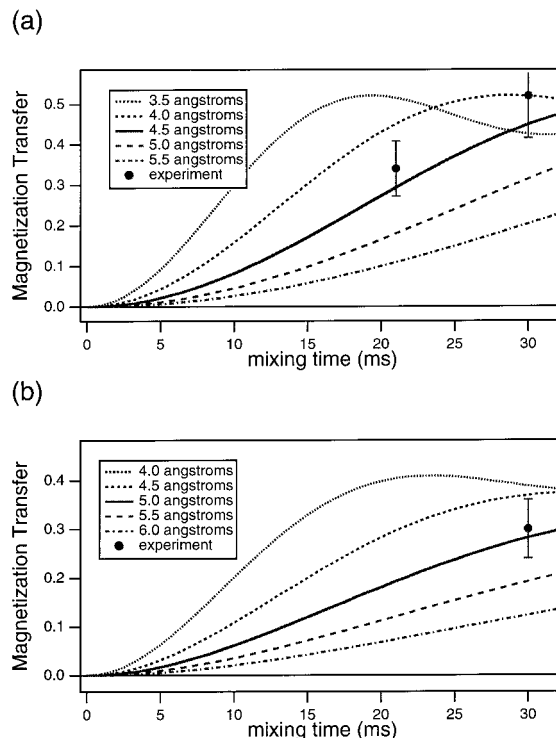 (a)
Magnetization Transfer
0.5
0.4
0.3
0.2
0.1
0.0
3.5 angstroms
4.0 angstroms
4.5 angstroms
5.0 angstroms
5.5 angstroms
experiment
0 5 10 15 20 25 30
mixing time (ms)
(b)
Magnetization Transfer
0.4
0.3
0.2
0.1
0.0
4.0 angstroms
4.5 angstroms
5.0 angstroms
5.5 angstroms
6.0 angstroms
experiment
0 5 10 15 20 25 30
mixing time (ms)